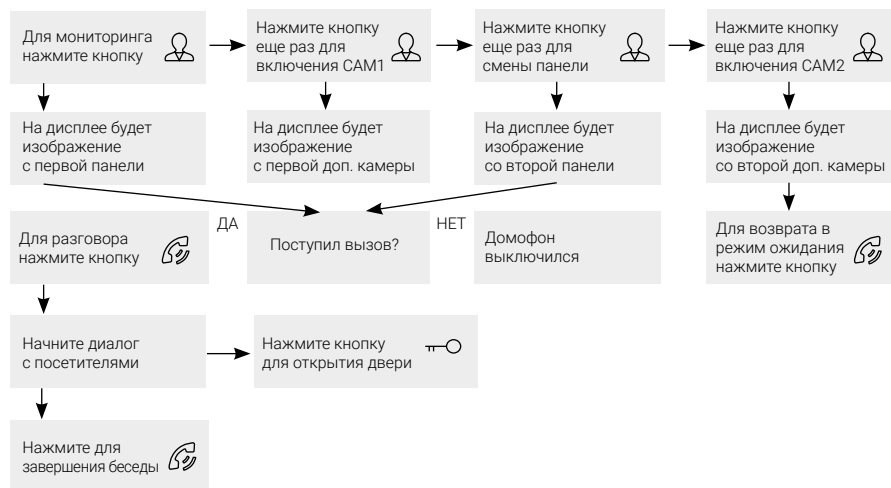 Для мониторинга
нажмите кнопку
Нажмите кнопку
еще раз для
включения CAM1
Нажмите кнопку
еще раз для
смены панели
Нажмите кнопку
еще раз для
включения CAM2
На дисплее будет
изображение
с первой панели
На дисплее будет
изображение
с первой доп. камеры
На дисплее будет
изображение
со второй панели
На дисплее будет
изображение
со второй доп. камеры
Для разговора
нажмите кнопку
ДА
Поступил вызов?
НЕТ
Домофон
выключился
Для возврата в
режим ожидания
нажмите кнопку
Начните диалог
с посетителями
Нажмите кнопку
для открытия двери
Нажмите для
завершения беседы